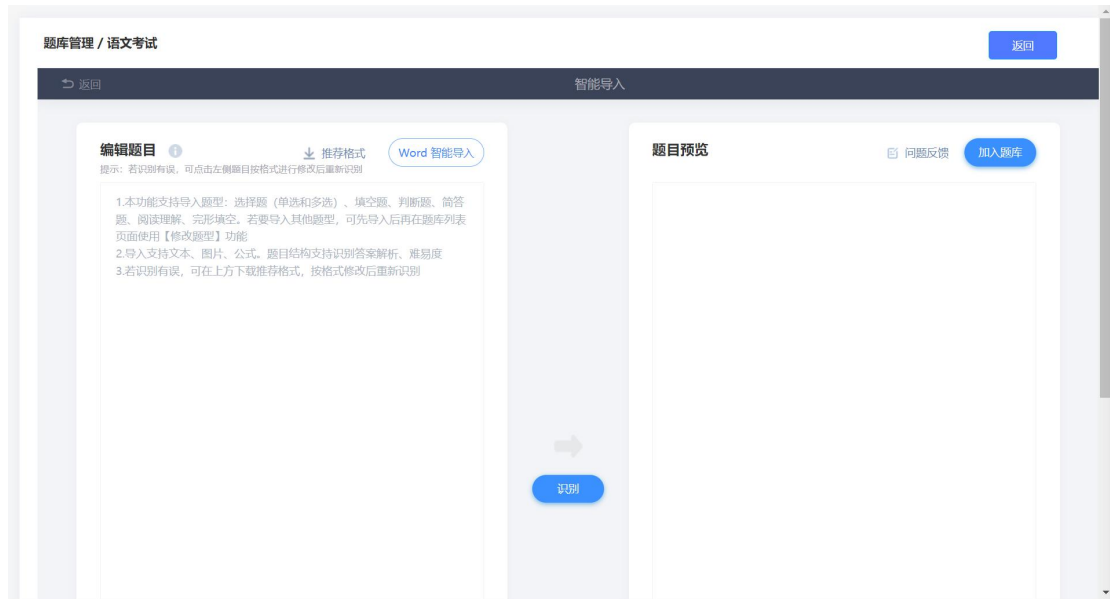 题库管理 / 语文考试
返回
返回
智能导入
编辑题目
推荐格式
Word 智能导入
提示：若识别有误，可点击左侧题目按格式进行修改后重新识别
1.本功能支持导入题型：选择题（单选和多选）、填空题、判断题、简答
题、阅读理解、完形填空。若要导入其他题型，可先导入后再在题库列表
页面使用【修改题型】功能
2.导入支持文本、图片、公式。题目结构支持识别答案解析、难易度
3.若识别有误，可在上方下载推荐格式，按格式修改后重新识别
识别
题目预览
问题反馈
加入题库